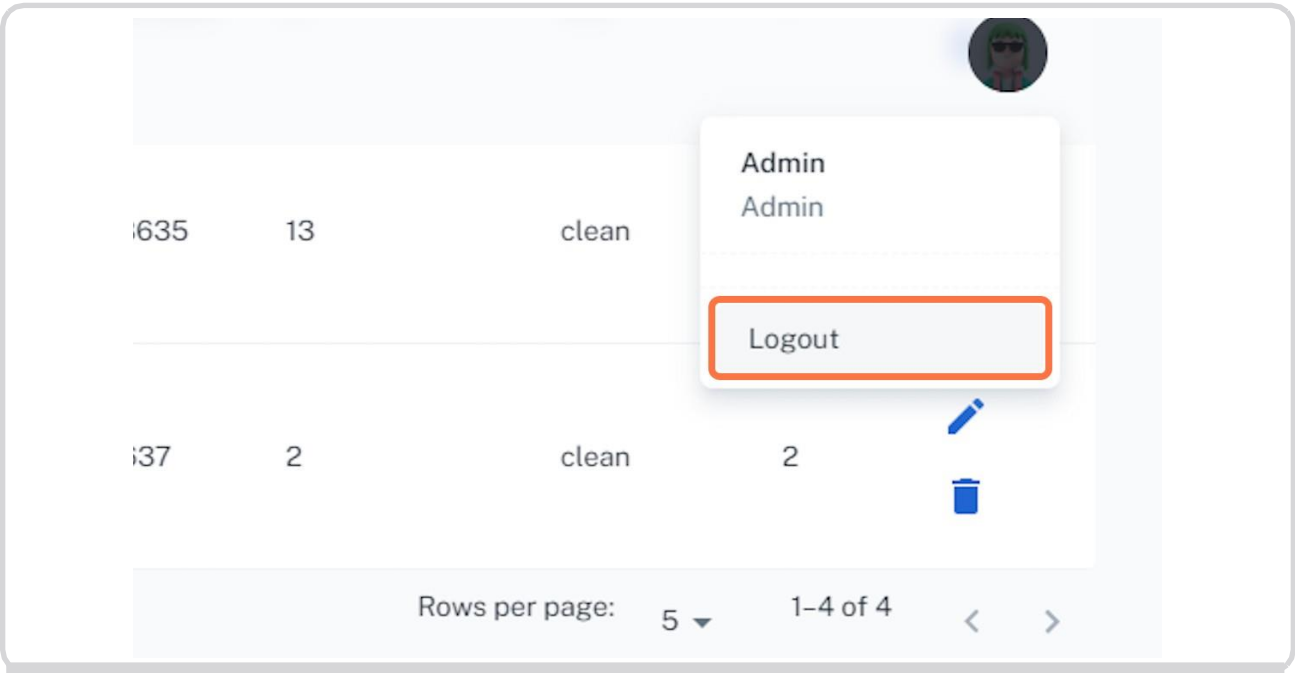 Admin
Admin
635 13 clean
Logout
37 2 clean 2
Rows per page: 5 1–4 of 4